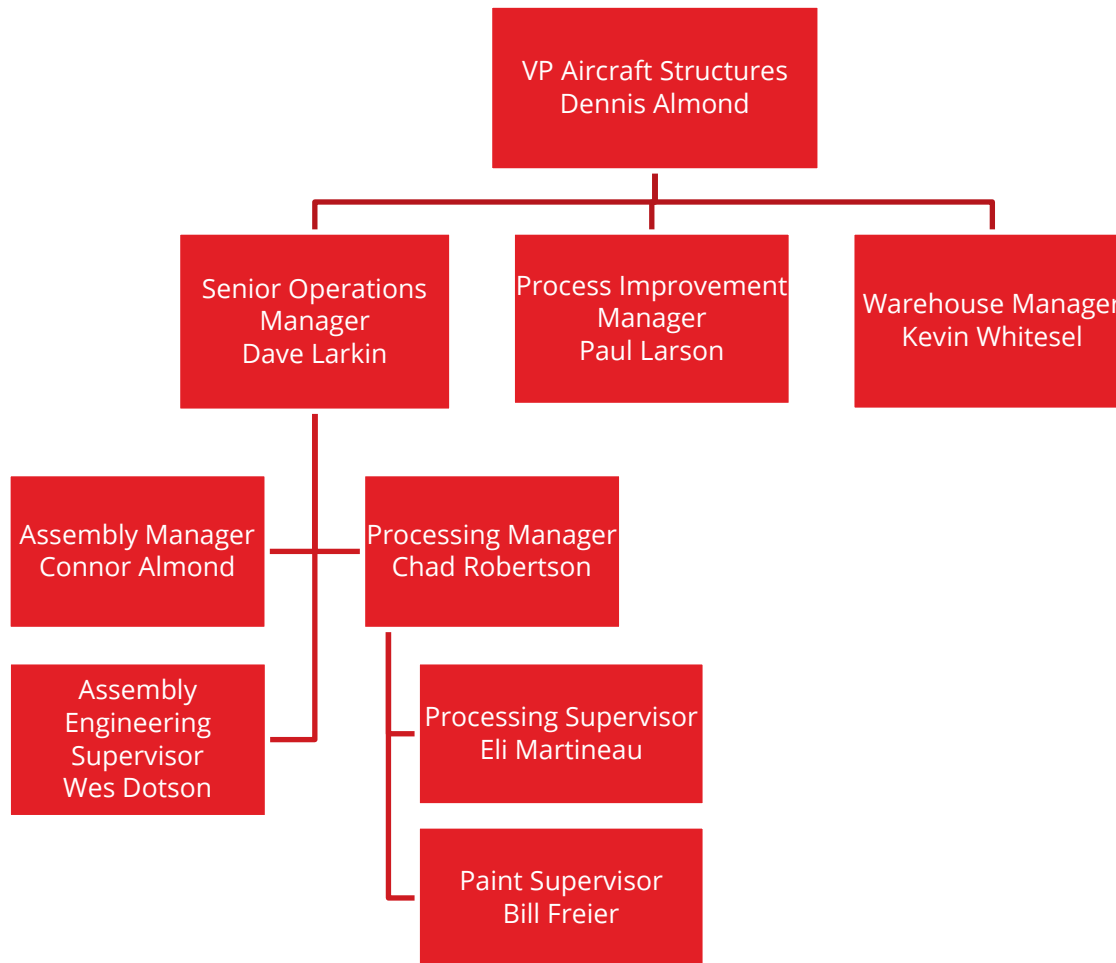 VP Aircraft Structures
Dennis Almond
Senior Operations
Manager
Dave Larkin
Process Improvement
Manager
Paul Larson
Warehouse Manager
Kevin Whitesel
Assembly Manager
Connor Almond
Processing Manager
Chad Robertson
Assembly
Engineering
Supervisor
Wes Dotson
Processing Supervisor
Eli Martineau
Paint Supervisor
Bill Freier